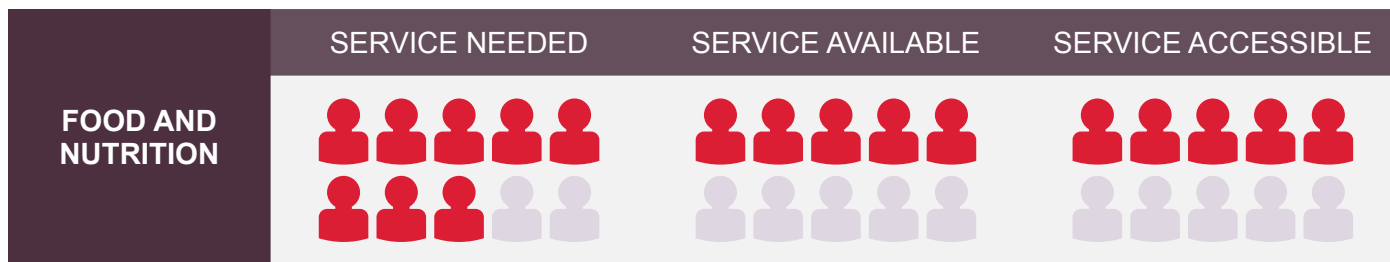 SERVICE NEEDED SERVICE AVAILABLE SERVICE ACCESSIBLE
FOOD AND
NUTRITION